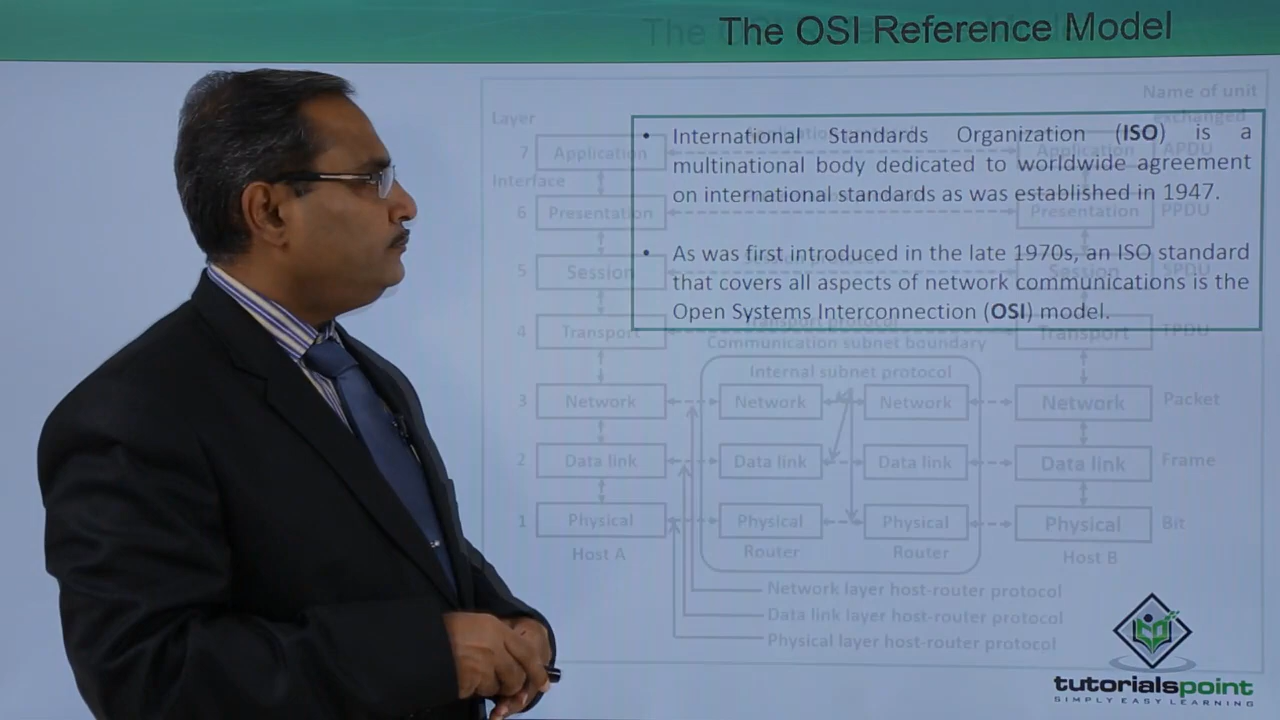 The OSI Reference Model
• International Standards Organization (ISO) is a
multinational body dedicated to worldwide agreement
on international standards as was established in 1947.
• As was first introduced in the late 1970s, an ISO standard
that covers all aspects of network communications is the
Open Systems Interconnection (OSI) model.
Name of unit
exchanged
Layer
7 Application Application APDU
Interface
6 Presentation Presentation PPDU
5 Session Session SPDU
Transport protocol
4 Transport Transport TPDU
Communication subnet boundary
Internal subnet protocol
3 Network Network Network Network Packet
2 Data link Data link Data link Data link Frame
1 Physical Physical Physical Physical Bit
Host A Router Router Host B
Network layer host-router protocol
Data link layer host-router protocol
Physical layer host-router protocol
tutorialspoint
SIMPLY EASY LEARNING